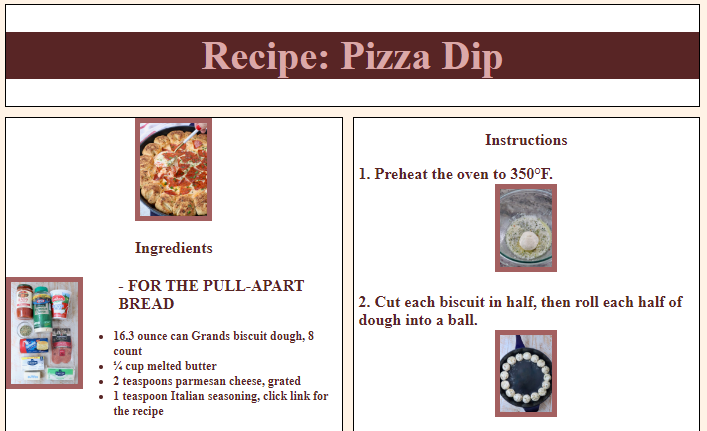 Recipe: Pizza Dip
Ingredients
- FOR THE PULL-APART
BREAD
16.3 ounce can Grands biscuit dough, 8
count
¼ cup melted butter
2 teaspoons parmesan cheese, grated
1 teaspoon Italian seasoning, click link for
the recipe
Instructions
1. Preheat the oven to 350°F.
2. Cut each biscuit in half, then roll each half of
dough into a ball.